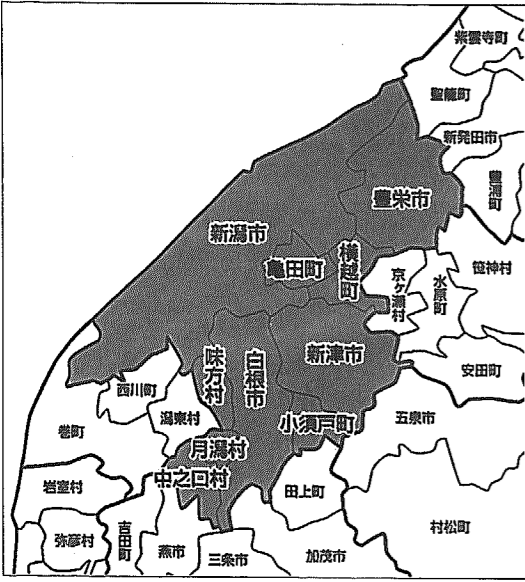 紫雲寺町
聖籠町
新発田市
豊浦町
豊栄市
新潟市
亀田町
横越町
京ヶ瀬村
水原町
笹神村
新津市
安田町
味方村
白根市
西川町
潟東村
巻町
小須戸町
五泉市
月潟村
中之口村
岩室村
田上町
弥彦村
吉田町
燕市
三条市
加茂市
村松町